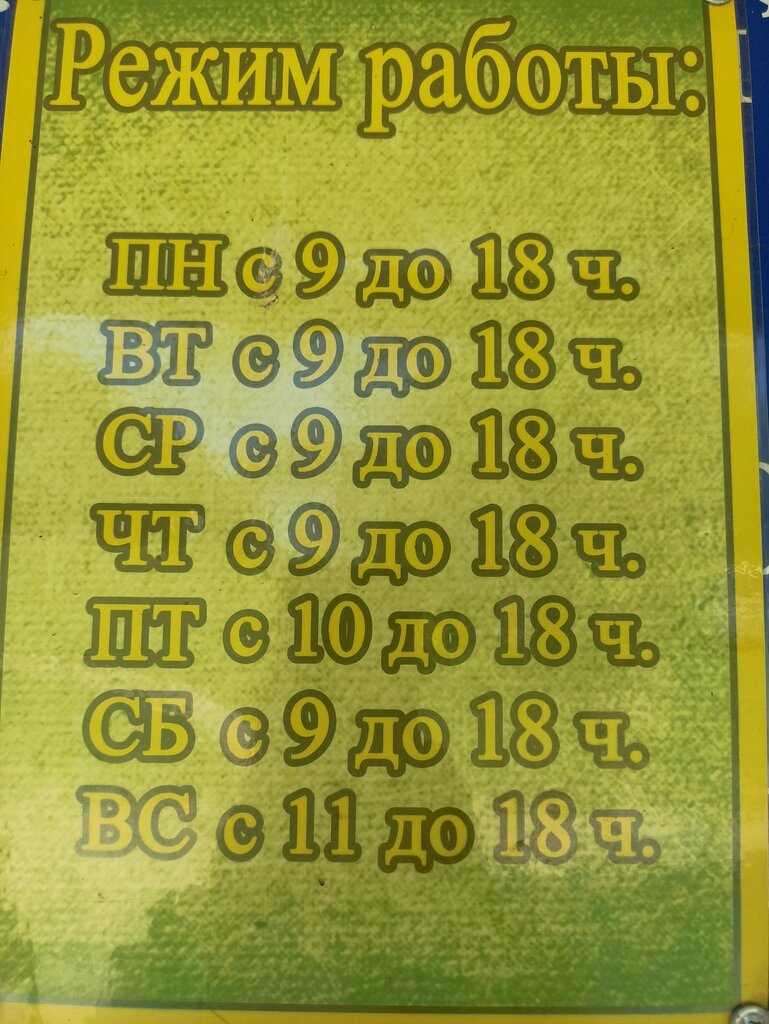 Режим работы:
ПН с 9 до 18 ч.
ВТ с 9 до 18 ч.
СР с 9 до 18 ч.
ЧТ с 9 до 18 ч.
ПТ с 10 до 18 ч.
СБ с 9 до 18 ч.
ВС с 11 до 18 ч.